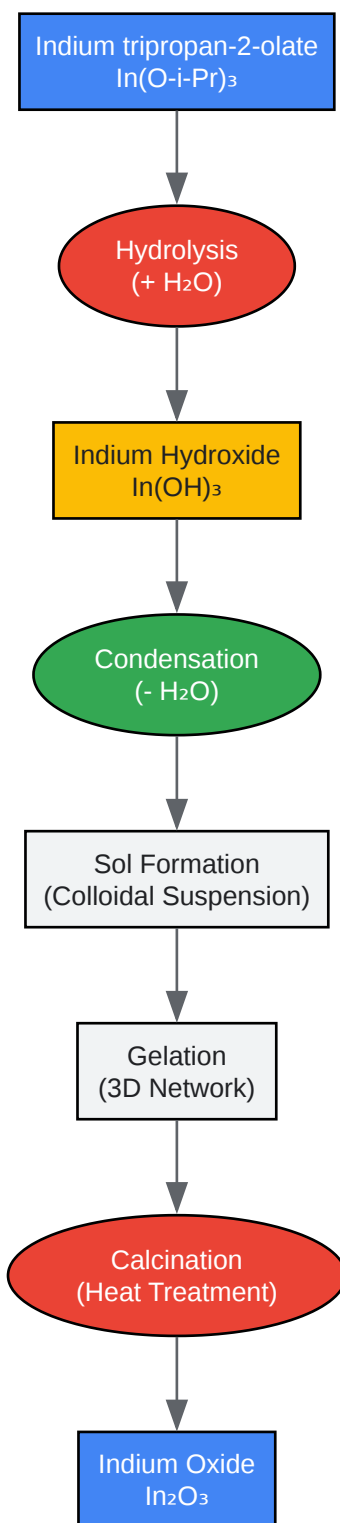 Indium tripropan-2-olate
In(O-i-Pr)₃
Hydrolysis
(+ H₂O)
Indium Hydroxide
In(OH)₃
Condensation
(- H₂O)
Sol Formation
(Colloidal Suspension)
Gelation
(3D Network)
Calcination
(Heat Treatment)
Indium Oxide
In₂O₃